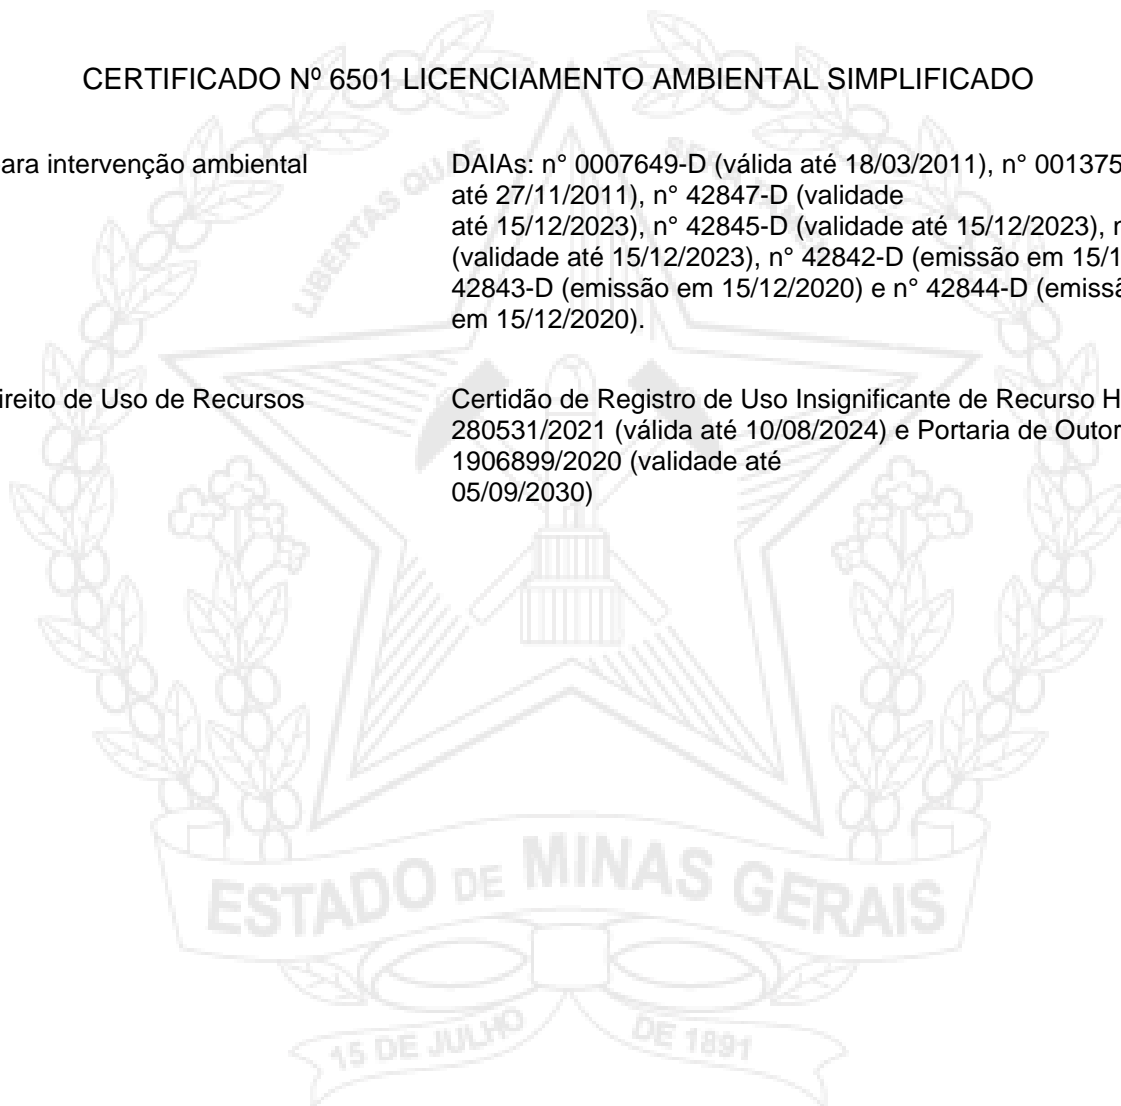 CERTIFICADO Nº 6501 LICENCIAMENTO AMBIENTAL SIMPLIFICADO
ara intervenção ambiental
DAIAs: n° 0007649-D (válida até 18/03/2011), n° 001375
até 27/11/2011), n° 42847-D (validade
até 15/12/2023), n° 42845-D (validade até 15/12/2023), n
(validade até 15/12/2023), n° 42842-D (emissão em 15/1
42843-D (emissão em 15/12/2020) e n° 42844-D (emissã
em 15/12/2020).
ireito de Uso de Recursos
Certidão de Registro de Uso Insignificante de Recurso H
280531/2021 (válida até 10/08/2024) e Portaria de Outor
1906899/2020 (validade até
05/09/2030)
LIBERTAS QUÆ
ESTADO DE MINAS GERAIS
15 DE JULHO DE 1891